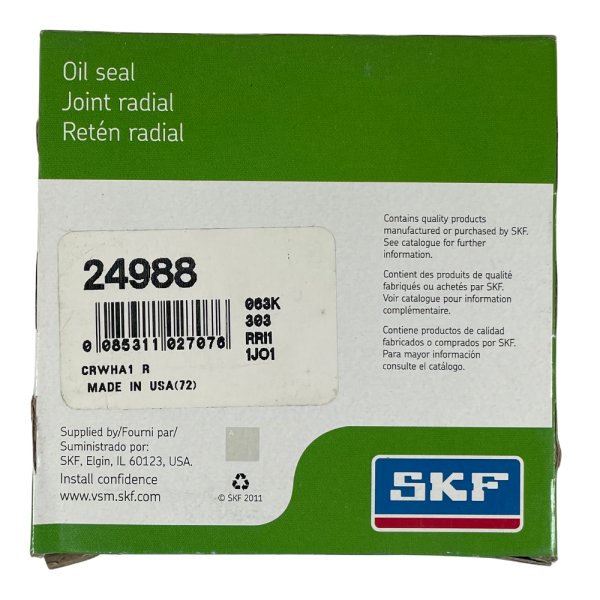 Oil seal
Joint radial
Retén radial
Contains quality products
manufactured or purchased by SKF.
See catalogue for further
information.
Contient des produits de qualité
fabriqués ou achetés par SKF.
Voir catalogue pour information
complémentaire.
Contiene productos de calidad
fabricados o comprados por SKF.
Para mayor información
consulte el catálogo.
24988
063K
303
RRI1
1JO1
0 085311 027076
CRWHA1 R
MADE IN USA(72)
Supplied by/Fourni par/
Suministrado por:
SKF, Elgin, IL 60123, USA.
Install confidence
www.vsm.skf.com
© SKF 2011
SKF